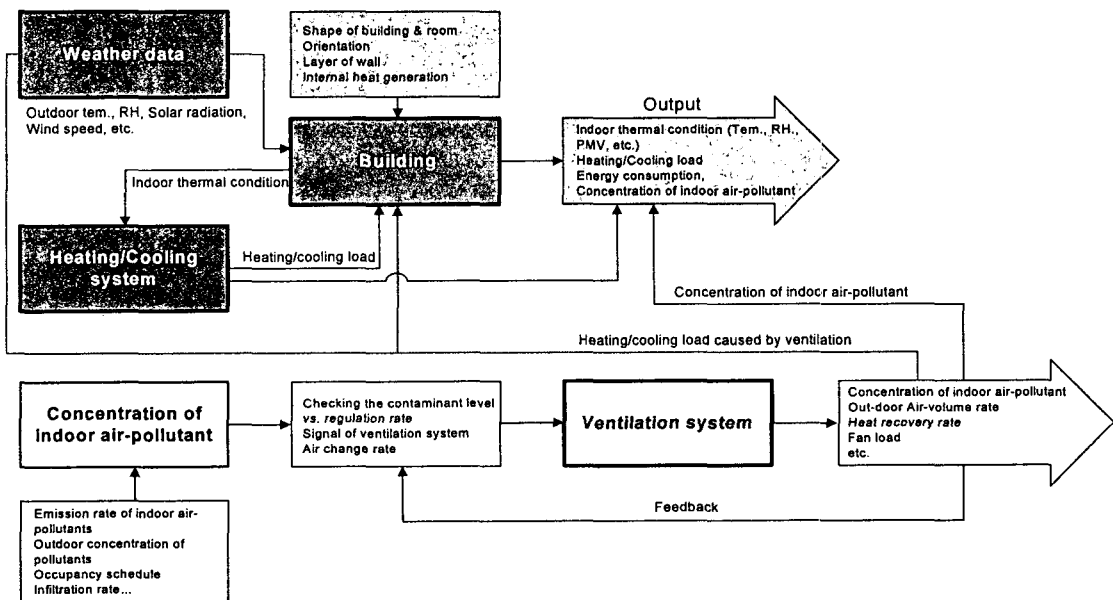 Weather data
Shape of building & room
Orientation
Layer of wall
Internal heat generation
Outdoor tem., RH, Solar radiation,
Wind speed, etc.
Output
Building
Indoor thermal condition (Tem., RH.,
PMV, etc.)
Heating/Cooling load
Energy consumption,
Concentration of indoor air-pollutant
Indoor thermal condition
Heating/Cooling
system
Heating/cooling load
Concentration of indoor air-pollutant
Heating/cooling load caused by ventilation
Concentration of
indoor air-pollutant
Checking the contaminant level
vs. regulation rate
Signal of ventilation system
Air change rate
Ventilation system
Concentration of indoor air-pollutant
Out-door Air-volume rate
Heat recovery rate
Fan load
etc.
Feedback
Emission rate of indoor air-
pollutants
Outdoor concentration of
pollutants
Occupancy schedule
Infiltration rate...